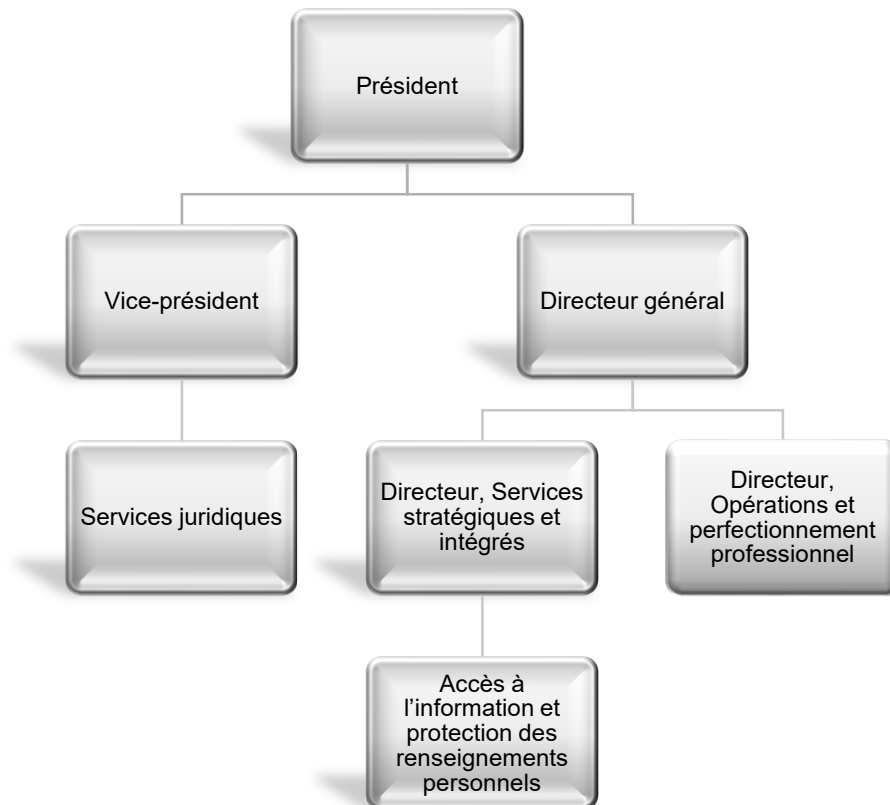 Président
Vice-président
Directeur général
Services juridiques
Directeur, Services
stratégiques et
intégrés
Directeur,
Opérations et
perfectionnement
professionnel
Accès à
l’information et
protection des
renseignements
personnels